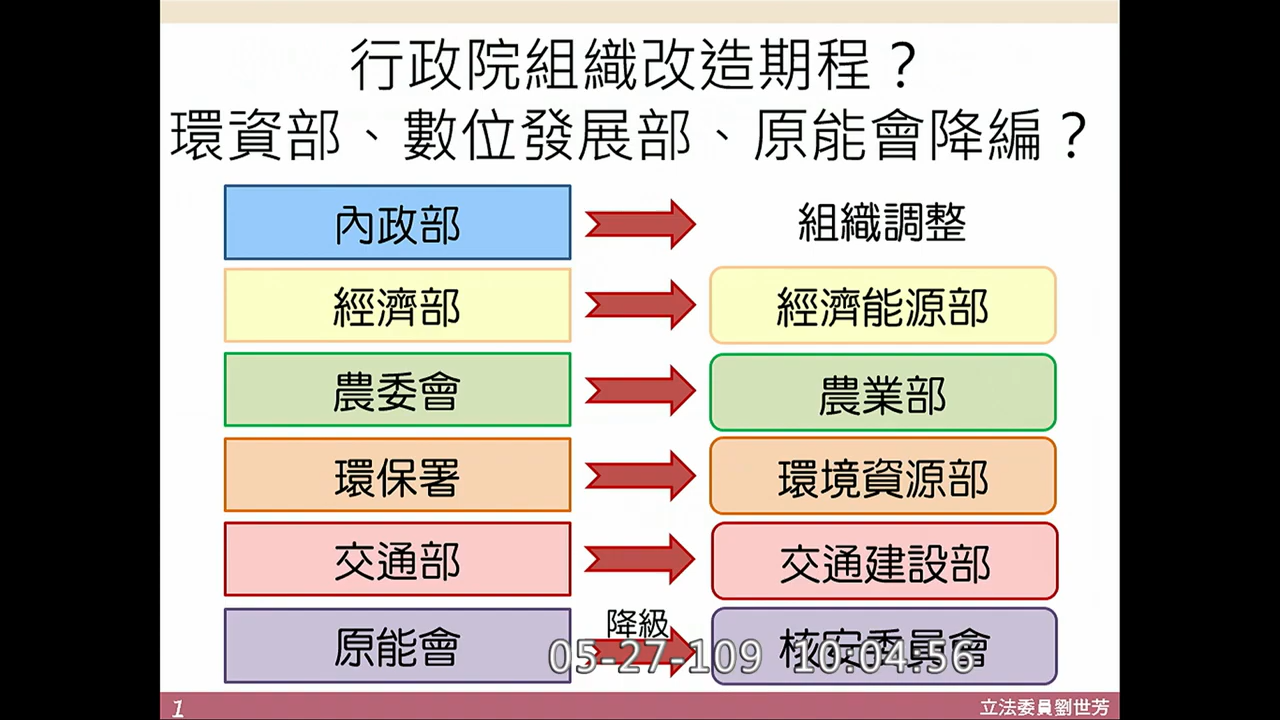 行政院組織改造期程？
環資部、數位發展部、原能會降編？
內政部 組織調整
經濟部 經濟能源部
農委會 農業部
環保署 環境資源部
交通部 交通建設部
降級
原能會 核安委員會
05-27-109 10:04:56
1 立法委員劉世芳